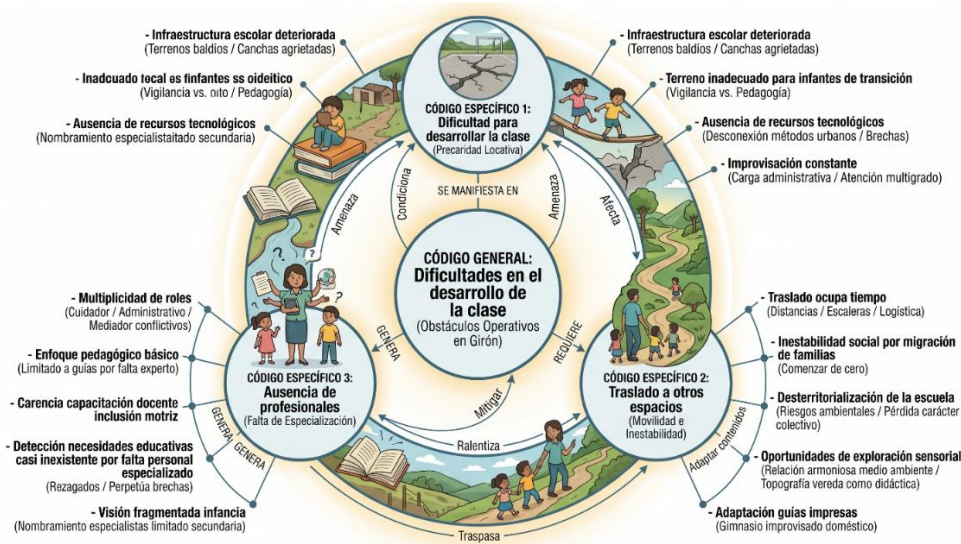 - Infraestructura escolar deteriorada
(Terrenos baldíos / Canchas agrietadas)
- Inadcuado tocal es finfantes ss oideítico
(Vigilancia vs. / Pedagogía)
- Ausencia de recursos tecnológicos
(Nombramiento especialistaitado secundaria)
CÓDIGO ESPECÍFICO 1:
Dificultad para
desarrollar la clase
(Precaridad Locativa)
- Infraestructura escolar deteriorada
(Terrenos baldíos / Canchas agrietadas)
- Terreno inadecuado para infantes de transición
(Vigilancia vs. Pedagogía)
- Ausencia de recursos tecnológicos
(Desconexión métodos urbanos / Brechas)
- Improvisación constante
(Carga administrativa / Atención multigrado)
Amenaza
Condiciona
SE MANIFIESTA EN
Amenaza
Afecta
CÓDIGO GENERAL:
Dificultades en el
desarrollo de
la clase
(Obstáculos Operativos
en Girón)
GENERA
REQUIERE
Mitigar
Ralentiza
Traspasa
- Multiplicidad de roles
(Cuidador / Administrativo /
Mediador conflictivos)
- Enfoque pedagógico básico
(Limitado a guías por falta experto)
- Carencia capacitación docente
inclusión motriz
- Detección necesidades educativas
casi inexistente por falta personal
especializado
(Rezagados / Perpetúa brechas)
- Visión fragmentada infancia
(Nombramiento especialistas limitado secundaria)
GENERAL GENERA
? ? ? ?
CÓDIGO ESPECÍFICO 3:
Ausencia de
profesionales
(Falta de Especialización)
CÓDIGO ESPECÍFICO 2:
Traslado a otros
espacios
(Movilidad e
Inestabilidad)
Adaptar contenidos
- Traslado ocupa tiempo
(Distancias / Escaleras / Logística)
- Inestabilidad social por migración
de familias
(Comenzar de cero)
- Desterritorialización de la escuela
(Riesgos ambientales / Pérdida carácter
colectivo)
- Oportunidades de exploración sensorial
(Relación armoniosa medio ambiente /
Topografía vereda como didáctica)
- Adaptación guías impresas
(Gimnasio improvisado doméstico)